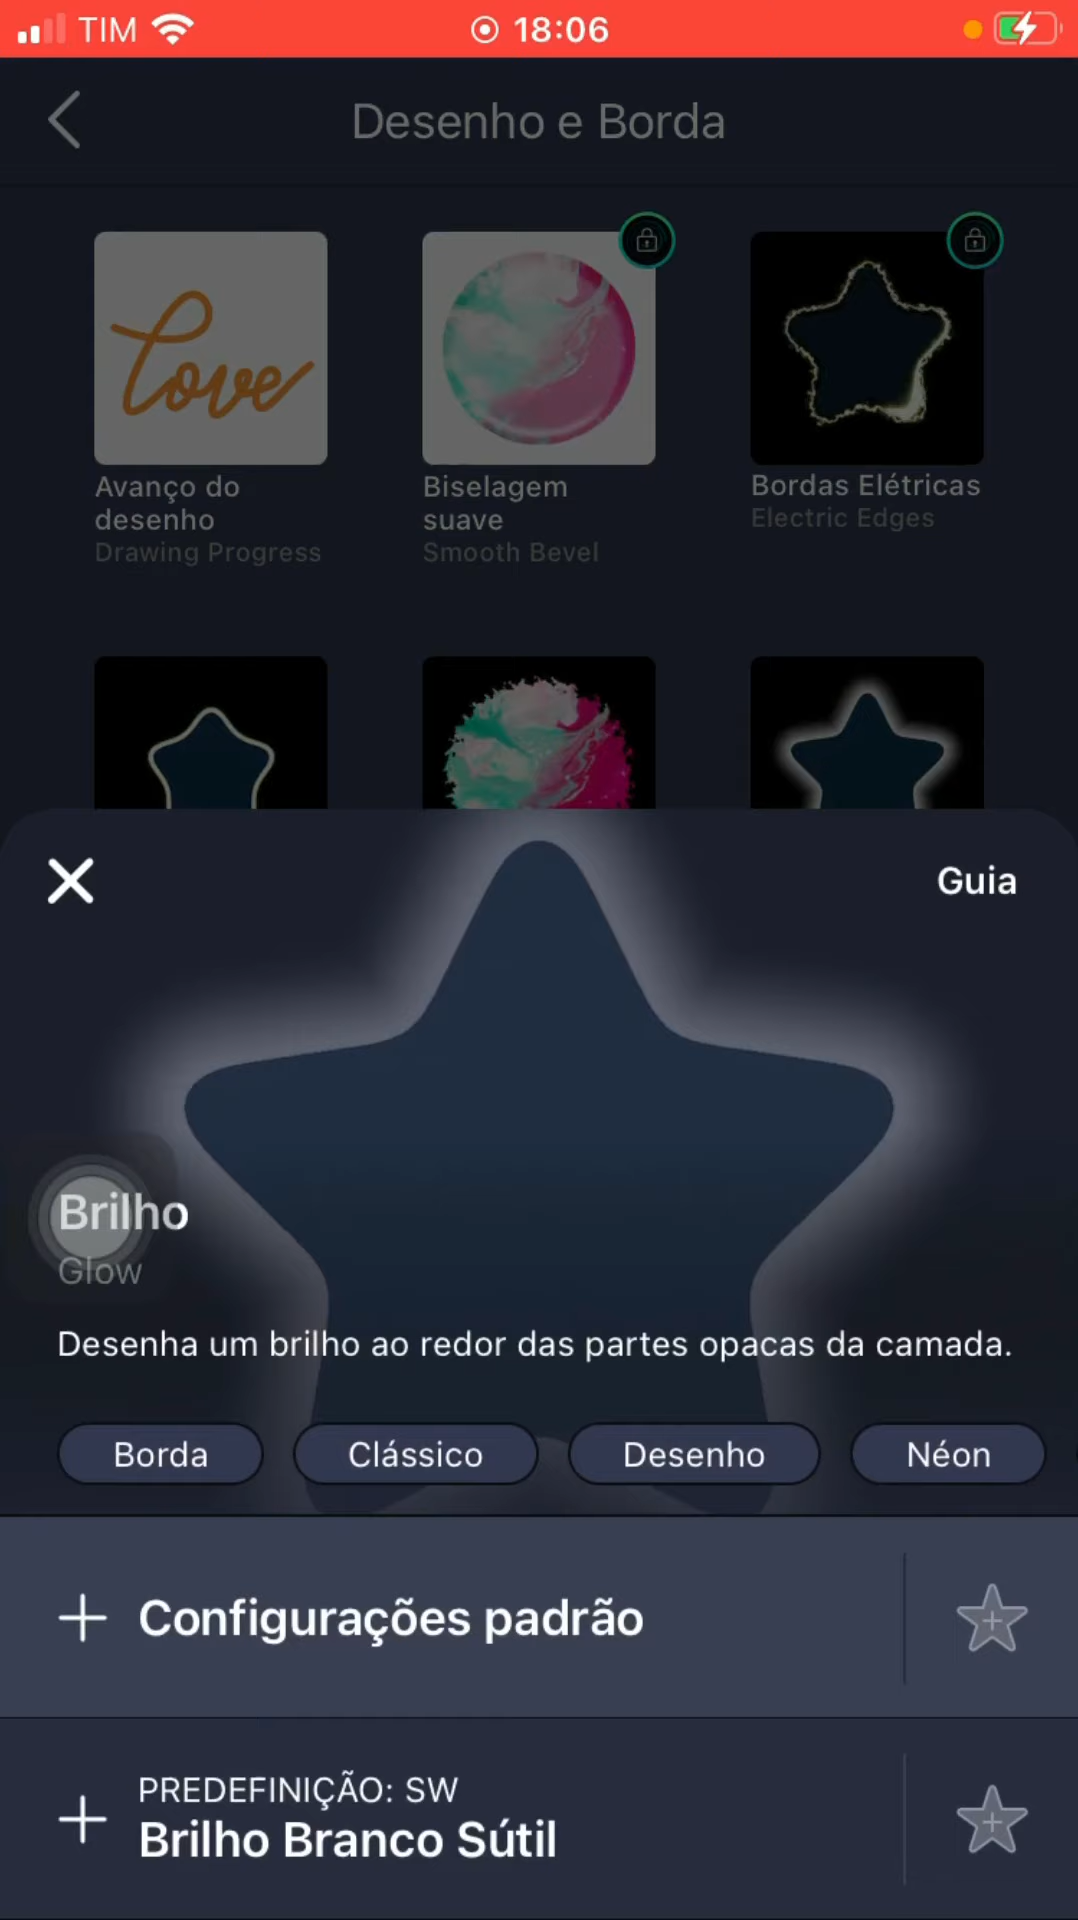 TIM 18:06
Desenho e Borda
love
Avanço do
desenho
Drawing Progress
Biselagem
suave
Smooth Bevel
Bordas Elétricas
Electric Edges
Guia
Brilho
Glow
Desenha um brilho ao redor das partes opacas da camada.
Borda Clássico Desenho Néon
Configurações padrão
PREDEFINIÇÃO: SW
Brilho Branco Sútil